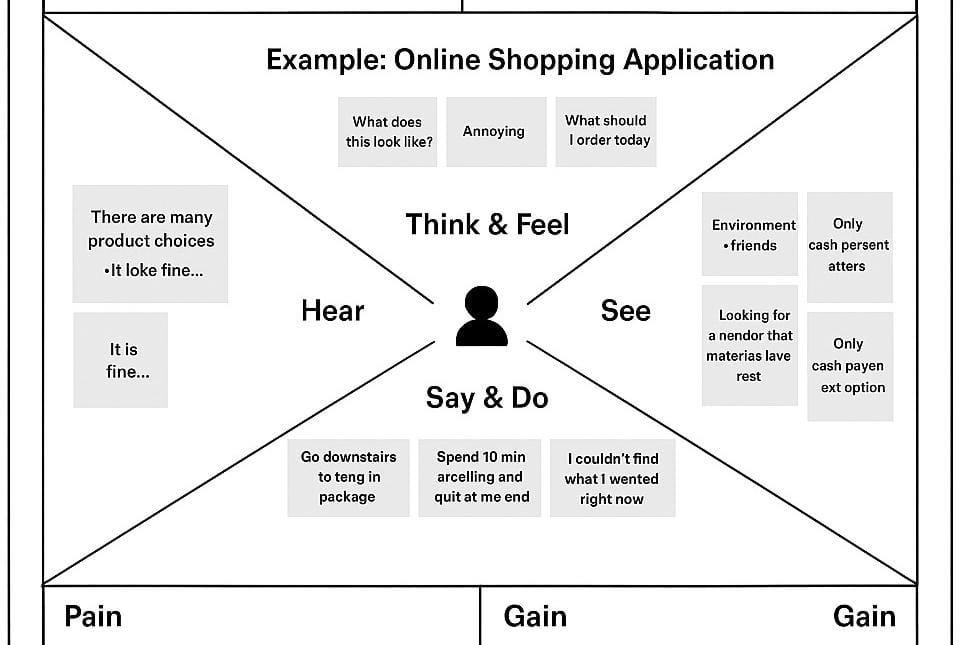 Example: Online Shopping Application
What does
this look like?
Annoying
What should
I order today
Think & Feel
There are many
product choices
•It loke fine...
It is
fine...
Hear
See
Environment
•friends
Only
cash persent
atters
Looking for
a nendor that
materias lave
rest
Only
cash payen
ext option
Say & Do
Go downstairs
to teng in
package
Spend 10 min
arcelling and
quit at me end
I couldn't find
what I wented
right now
Pain
Gain
Gain